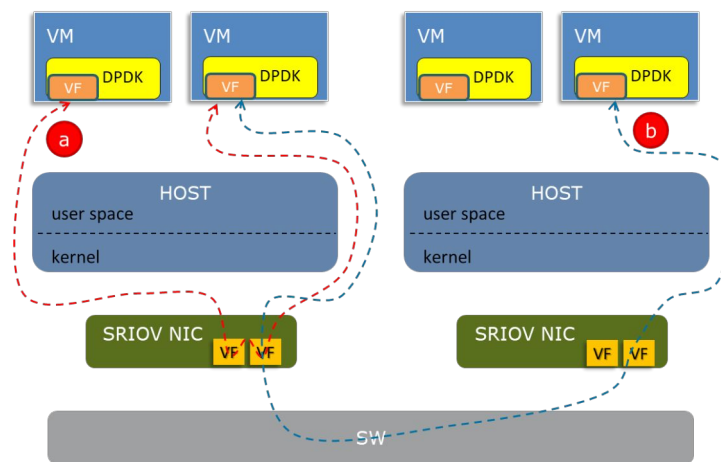 VM
VM
VM
VM
DPDK
VF
DPDK
VF
DPDK
VF
DPDK
VF
a
b
HOST
user space
kernel
HOST
user space
kernel
SRIOV NIC
VF
VF
SRIOV NIC
VF
VF
SW